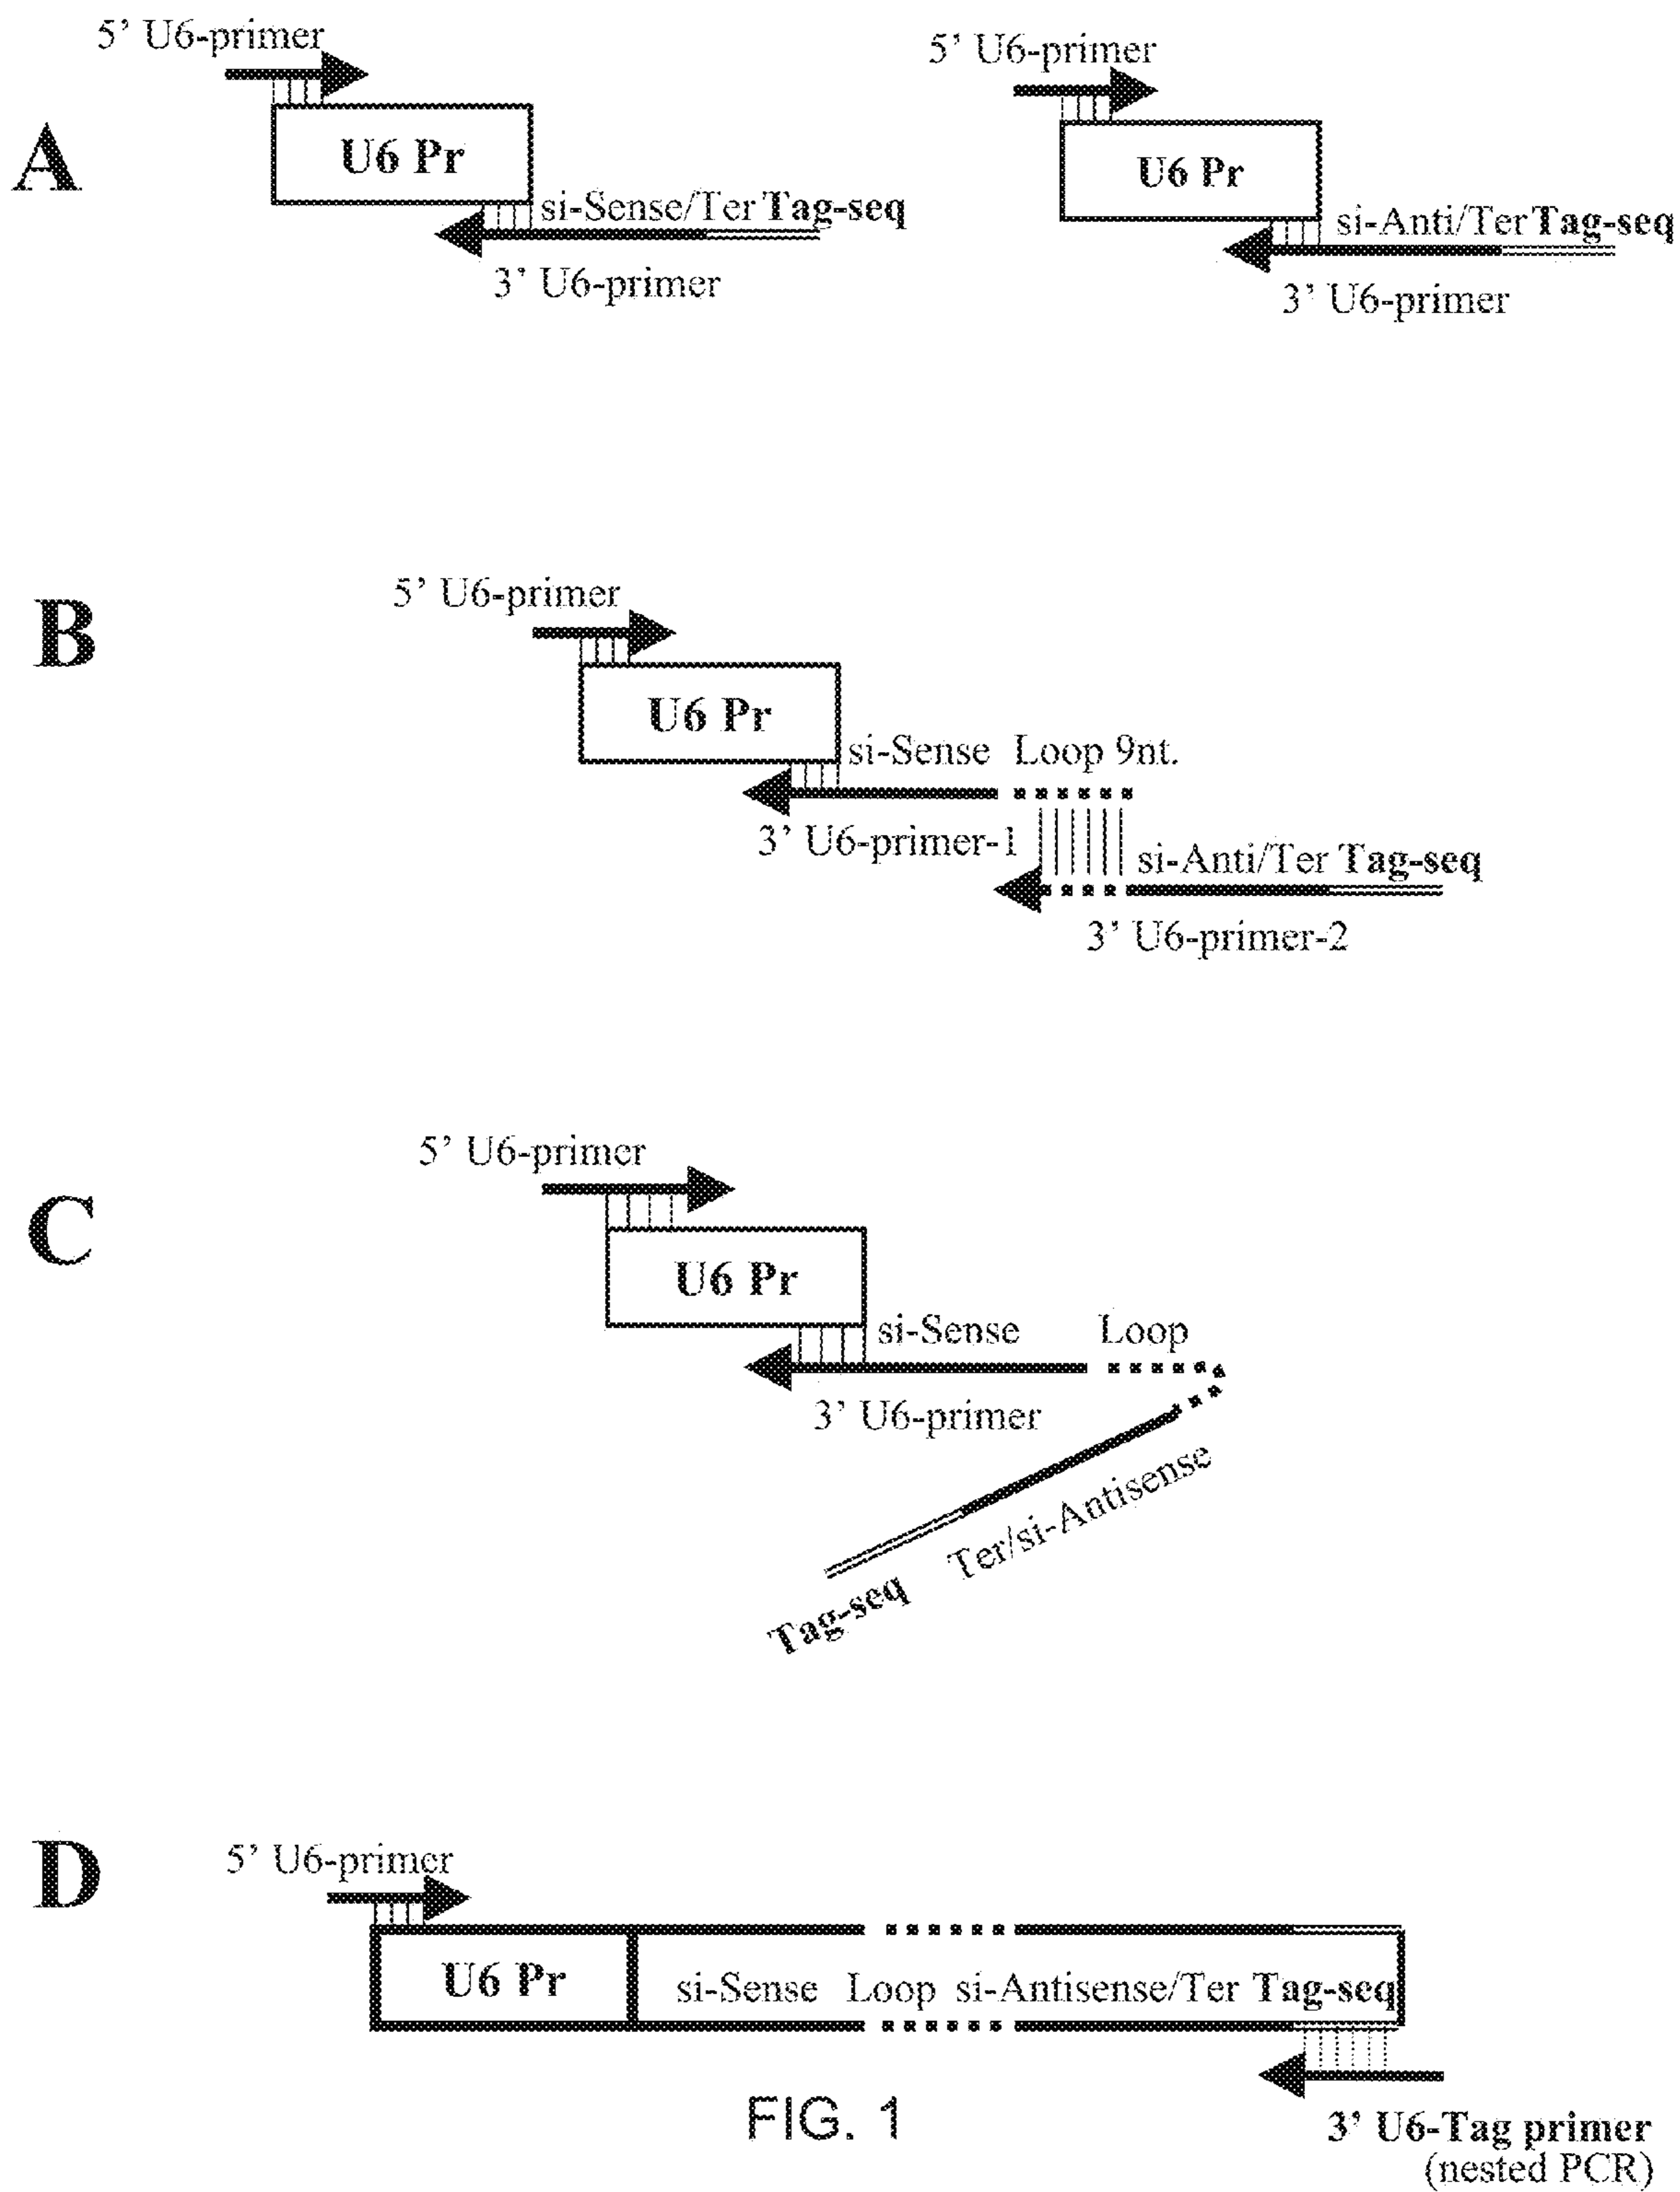 A
5’ U6-primer
U6 Pr
si-Sense/Ter Tag-seq
3’ U6-primer
5’ U6-primer
U6 Pr
si-Anti/Ter Tag-seq
3’ U6-primer
B
5’ U6-primer
U6 Pr
si-Sense Loop 9nt.
3’ U6-primer-1
si-Anti/Ter Tag-seq
3’ U6-primer-2
C
5’ U6-primer
U6 Pr
si-Sense Loop
3’ U6-primer
Ter/si-Antisense
Tag-seq
D
5’ U6-primer
U6 Pr
si-Sense Loop si-Antisense/Ter Tag-seq
3’ U6-Tag primer
(nested PCR)
FIG. 1